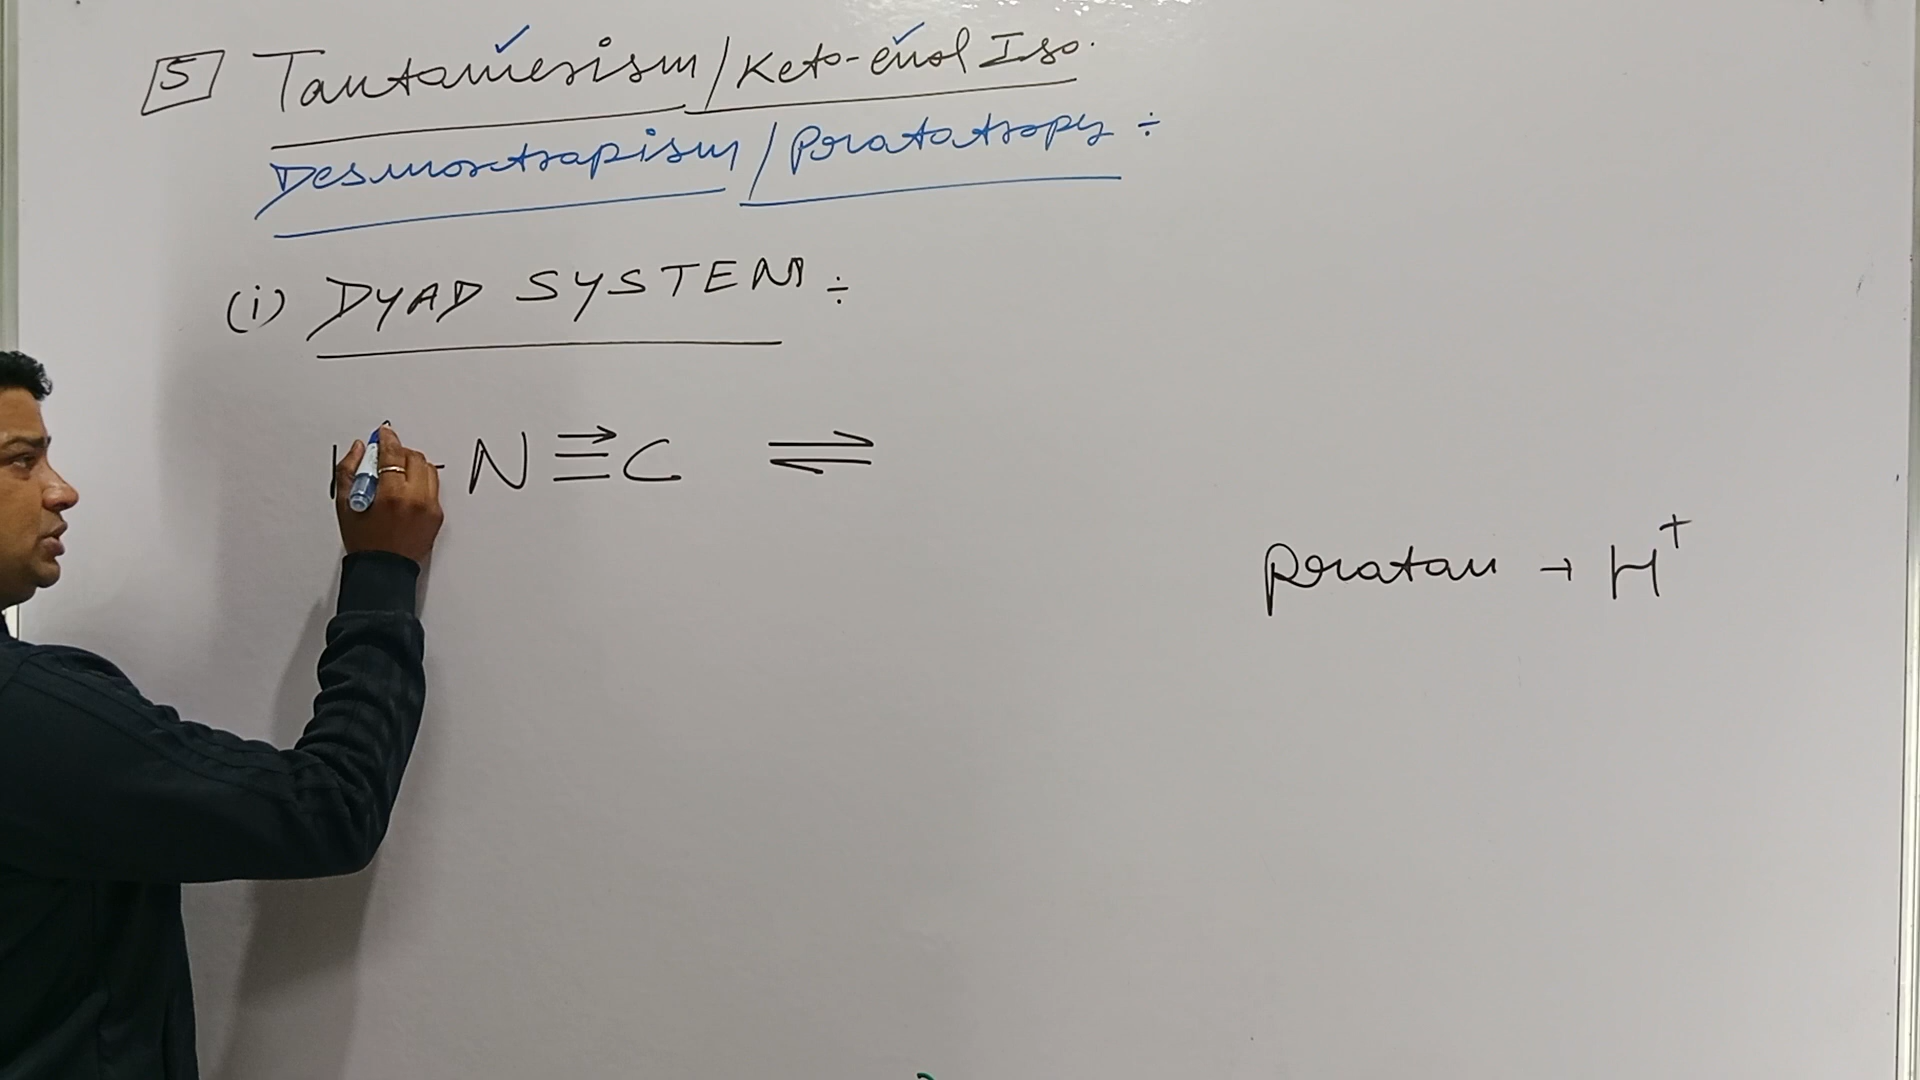 5 Tautomerism / Keto-enol Iso.
Desmotropism / Prototropy ÷
(i) DYAD SYSTEM ÷
H - N ≡ C ⇌
Proton → H⁺